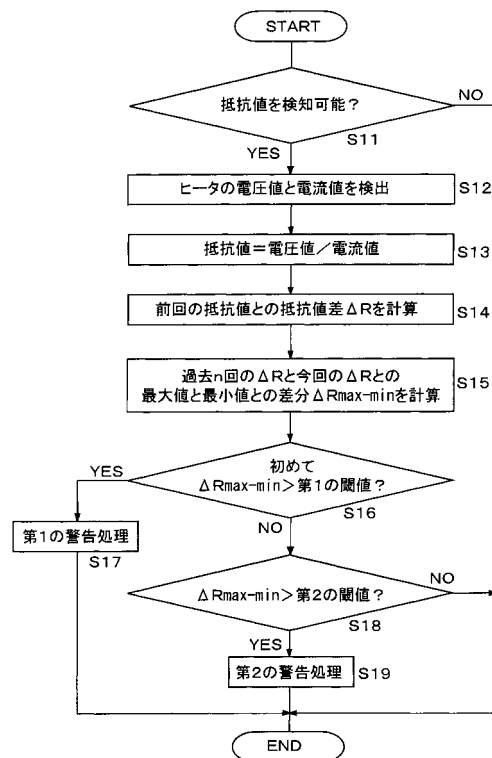 START
抵抗値を検知可能？
NO
S11
YES
ヒータの電圧値と電流値を検出
S12
抵抗値＝電圧値／電流値
S13
前回の抵抗値との抵抗値差ΔRを計算
S14
過去n回のΔRと今回のΔRとの
最大値と最小値との差分ΔRmax-minを計算
S15
初めて
ΔRmax-min＞第1の閾値？
YES
S16
NO
第1の警告処理
S17
ΔRmax-min＞第2の閾値？
NO
S18
YES
第2の警告処理
S19
END